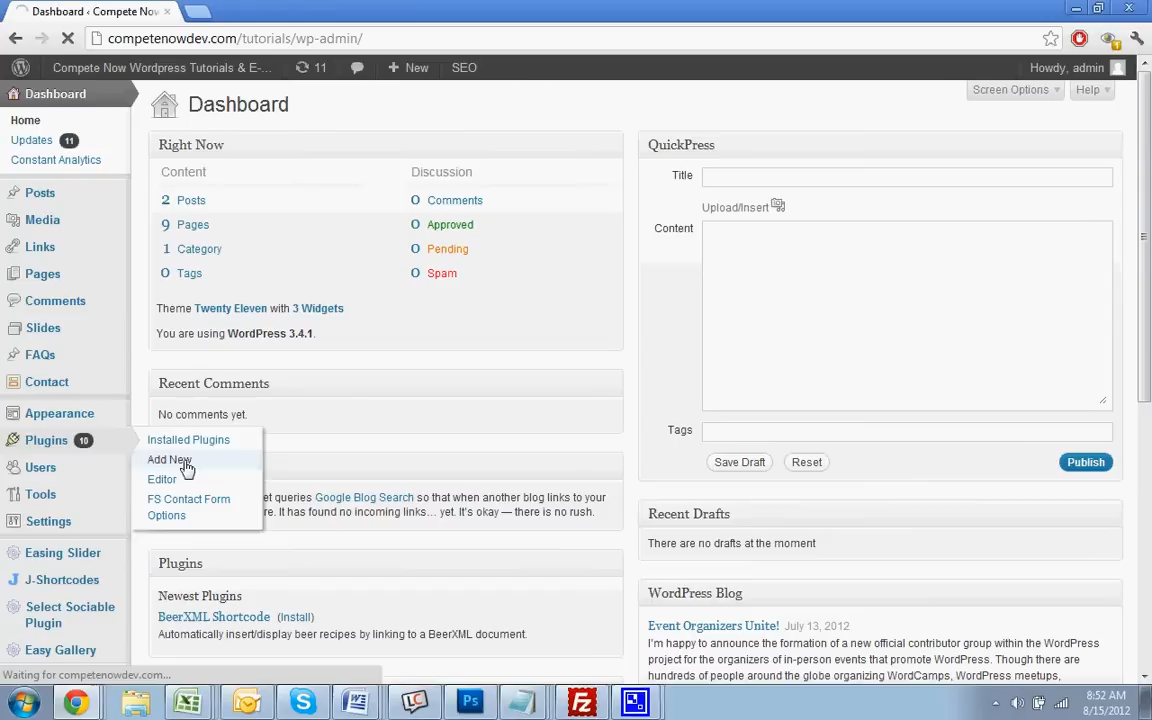 Dashboard ‹ Compete No
competenowdev.com/tutorials/wp-admin/
Compete Now Wordpress Tutorials & E-... 11 + New SEO Howdy, admin
Dashboard
Home
Updates 11
Constant Analytics
Posts
Media
Links
Pages
Comments
Slides
FAQs
Contact
Appearance
Plugins 10
Users
Tools
Settings
Easing Slider
J-Shortcodes
Select Sociable
Plugin
Easy Gallery
Installed Plugins
Add New
Editor
FS Contact Form
Options
Dashboard
Screen Options Help
Right Now
Content Discussion
2 Posts 0 Comments
9 Pages 0 Approved
1 Category 0 Pending
0 Tags 0 Spam
Theme Twenty Eleven with 3 Widgets
You are using WordPress 3.4.1.
Recent Comments
No comments yet.
et queries Google Blog Search so that when another blog links to your
e. It has found no incoming links… yet. It's okay — there is no rush.
Plugins
Newest Plugins
BeerXML Shortcode (Install)
Automatically insert/display beer recipes by linking to a BeerXML document.
QuickPress
Title
Upload/Insert
Content
Tags
Save Draft Reset Publish
Recent Drafts
There are no drafts at the moment
WordPress Blog
Event Organizers Unite! July 13, 2012
I'm happy to announce the formation of a new official contributor group within the WordPress
project for the organizers of in-person events that promote WordPress. Though there are
hundreds of people around the globe organizing WordCamps, WordPress meetups,
Waiting for competenowdev.com...
8:52 AM
8/15/2012